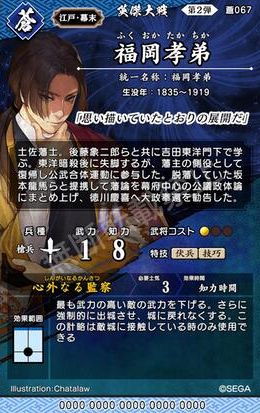 蒼
江戸・幕末
英傑大戦
第2弾
蒼067
ふく おか たか ちか
福岡孝弟
統一名称：福岡孝弟
生没年：1835～1919
「思い描いていたとおりの展開だ」
土佐藩士。後藤象二郎らと共に吉田東洋門下で学
ぶ。東洋暗殺後に失脚するが、藩主の側役として
復帰し公武合体運動に参与した。脱藩していた坂
本龍馬らと提携して藩論を幕府中心の公議政体論
にまとめ上げ、徳川慶喜へ大政奉還を勧告した。
兵種 武力 知力 武将コスト
槍兵 1 8 特技 伏兵 技巧
しんがいなるかんさつ
心外なる監察
必要士気 3
効果時間 知力時間
効果範囲
最も武力の高い敵の武力を下げる。さらに
強制的に出城させ、城に戻れなくする。こ
の計略は敵城に接触している時のみ使用で
きる
Illustration:Chatalaw
©SEGA
0000-0000-0000-0000-0000